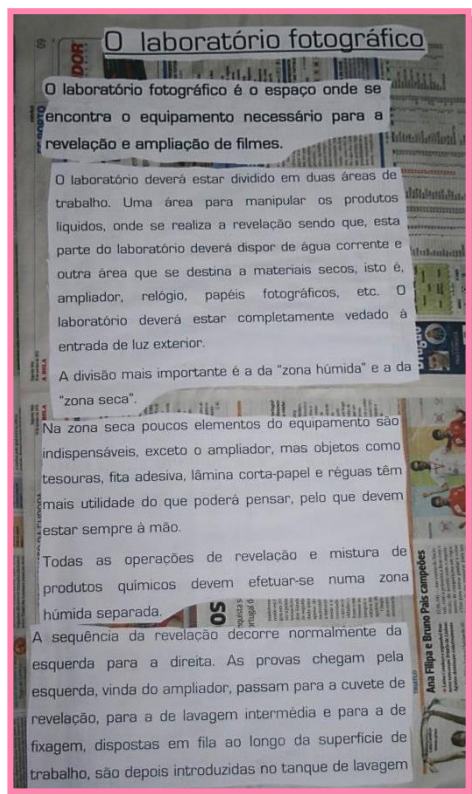 O laboratório fotográfico
O laboratório fotográfico é o espaço onde se
encontra o equipamento necessário para a
revelação e ampliação de filmes.
O laboratório deverá estar dividido em duas áreas de
trabalho. Uma área para manipular os produtos
líquidos, onde se realiza a revelação sendo que, esta
parte do laboratório deverá dispor de água corrente e
outra área que se destina a materiais secos, isto é,
ampliador, relógio, papéis fotográficos, etc. O
laboratório deverá estar completamente vedado à
entrada de luz exterior.
A divisão mais importante é a da "zona húmida" e a da
"zona seca".
Na zona seca poucos elementos do equipamento são
indispensáveis, exceto o ampliador, mas objetos como
tesouras, fita adesiva, lâmina corta-papel e réguas têm
mais utilidade do que poderá pensar, pelo que devem
estar sempre à mão.
Todas as operações de revelação e mistura de
produtos químicos devem efetuar-se numa zona
húmida separada.
A sequência da revelação decorre normalmente da
esquerda para a direita. As provas chegam pela
esquerda, vinda do ampliador, passam para a cuvete de
revelação, para a de lavagem intermédia e para a de
fixagem, dispostas em fila ao longo da superfície de
trabalho, são depois introduzidas no tanque de lavagem
Ana Filipa e Bruno Pais campeões